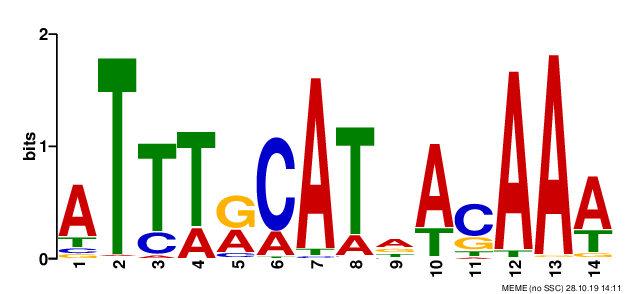 2
1
0
bits
A T T T G C A T A A C A A A
T C A A A A T A G T G T G T
C A C T C T T A G C
G
1 2 3 4 5 6 7 8 9 10 11 12 13 14
MEME (no SSC) 28.10.19 14:11